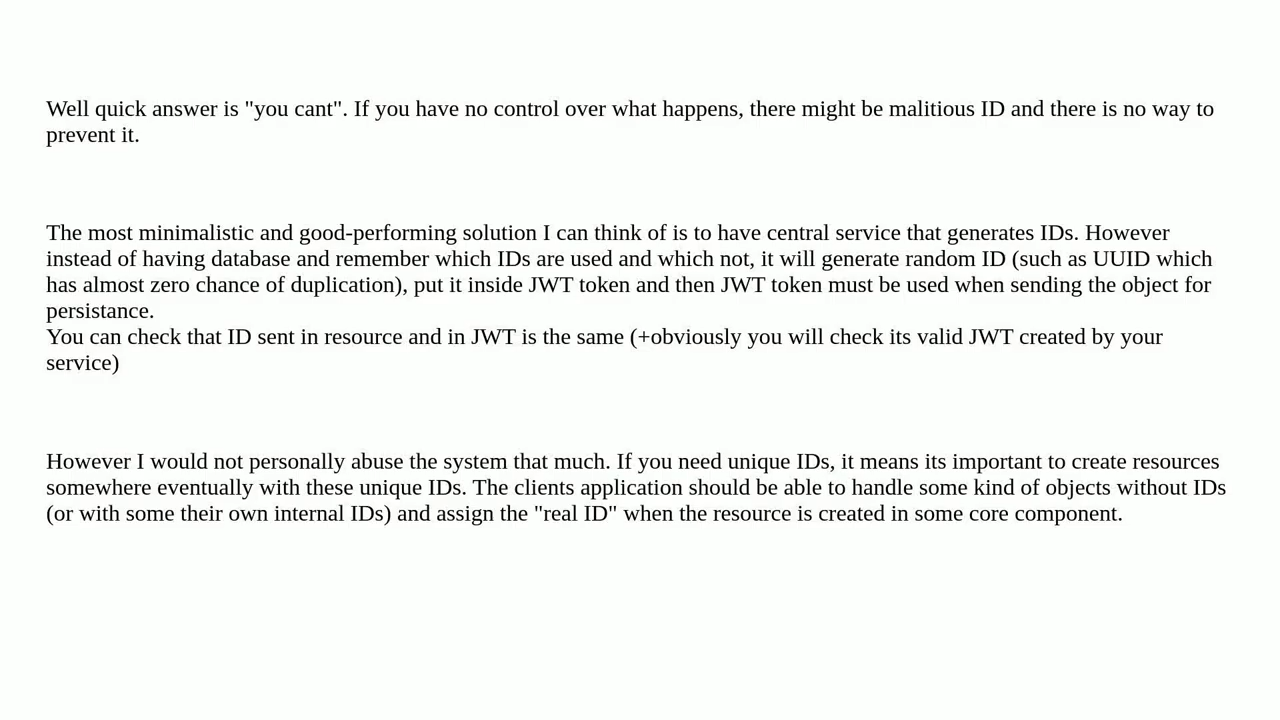 Well quick answer is "you cant". If you have no control over what happens, there might be malitious ID and there is no way to
prevent it.
The most minimalistic and good-performing solution I can think of is to have central service that generates IDs. However
instead of having database and remember which IDs are used and which not, it will generate random ID (such as UUID which
has almost zero chance of duplication), put it inside JWT token and then JWT token must be used when sending the object for
persistance.
You can check that ID sent in resource and in JWT is the same (+obviously you will check its valid JWT created by your
service)
However I would not personally abuse the system that much. If you need unique IDs, it means its important to create resources
somewhere eventually with these unique IDs. The clients application should be able to handle some kind of objects without IDs
(or with some their own internal IDs) and assign the "real ID" when the resource is created in some core component.